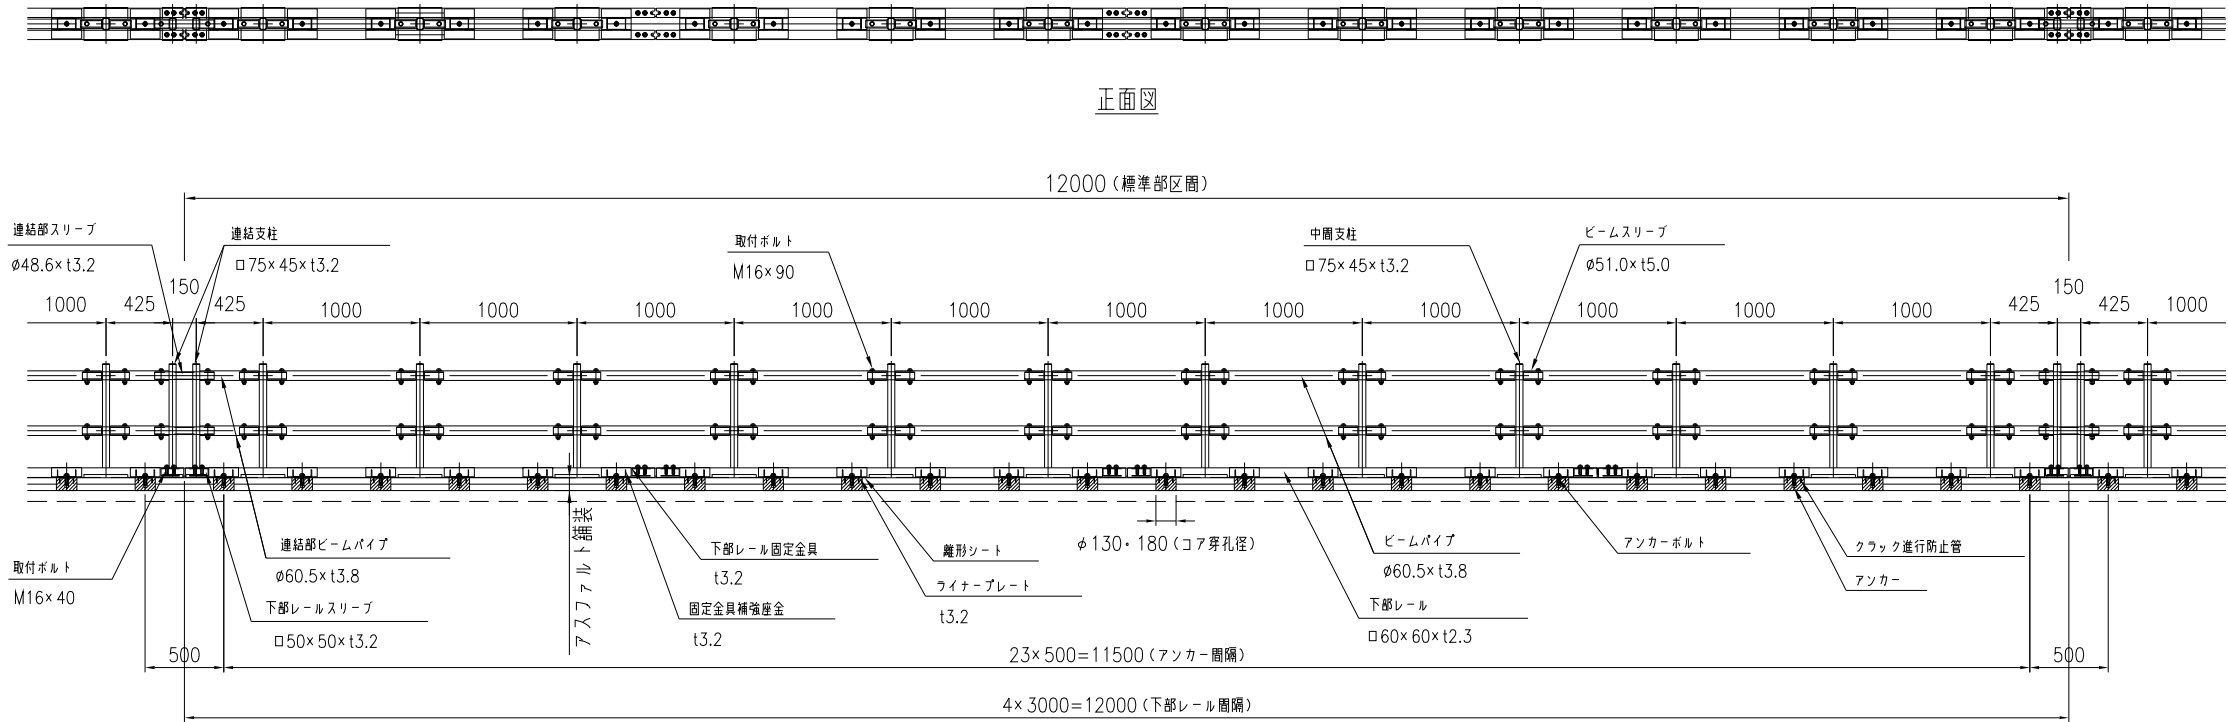 正面図
12000(標準部区間)
連結部スリーブ
φ48.6×t3.2
連結支柱
□75×45×t3.2
取付ボルト
M16×90
中間支柱
□75×45×t3.2
ビームスリーブ
φ51.0×t5.0
1000
425
150
425
1000
1000
1000
1000
1000
1000
1000
1000
1000
1000
1000
425
150
425
1000
取付ボルト
M16×40
連結部ビームパイプ
φ60.5×t3.8
下部レールスリーブ
□50×50×t3.2
アスファルト舗装
下部レール固定金具
t3.2
固定金具補強座金
t3.2
離形シート
ライナープレート
t3.2
φ130・180(コア穿孔径)
ビームパイプ
φ60.5×t3.8
下部レール
□60×60×t2.3
アンカーボルト
クラック進行防止管
アンカー
500
23×500=11500(アンカー間隔)
500
4×3000=12000(下部レール間隔)